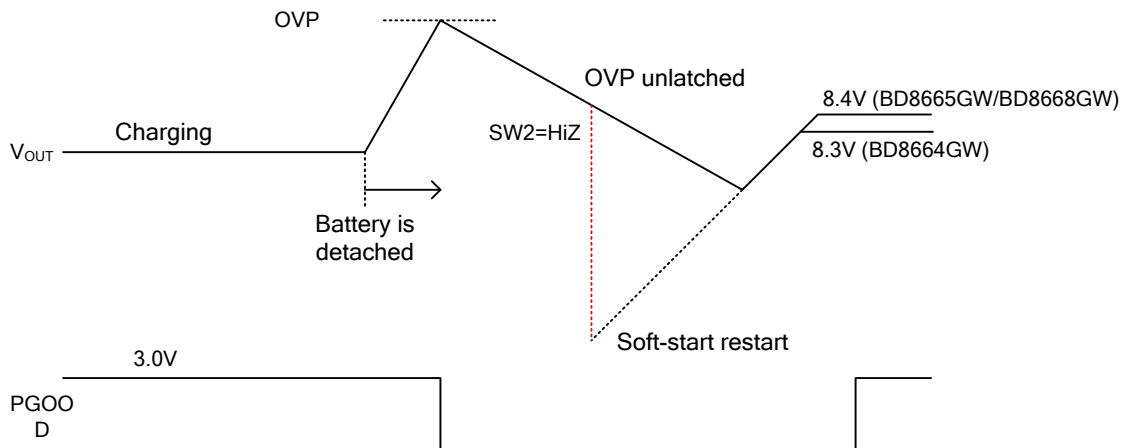 OVP
OVP unlatched
8.4V (BD8665GW/BD8668GW)
Charging
SW2=HiZ
VOUT
8.3V (BD8664GW)
Battery is
detached
Soft-start restart
3.0V
PGOO
D